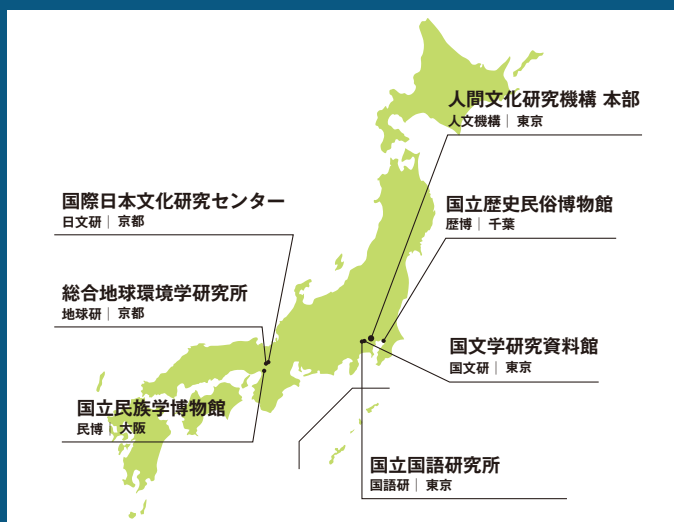 人間文化研究機構 本部
人文機構｜東京
国際日本文化研究センター
日文研｜京都
国立歴史民俗博物館
歴博｜千葉
総合地球環境学研究所
地球研｜京都
国文学研究資料館
国文研｜東京
国立民族学博物館
民博｜大阪
国立国語研究所
国語研｜東京